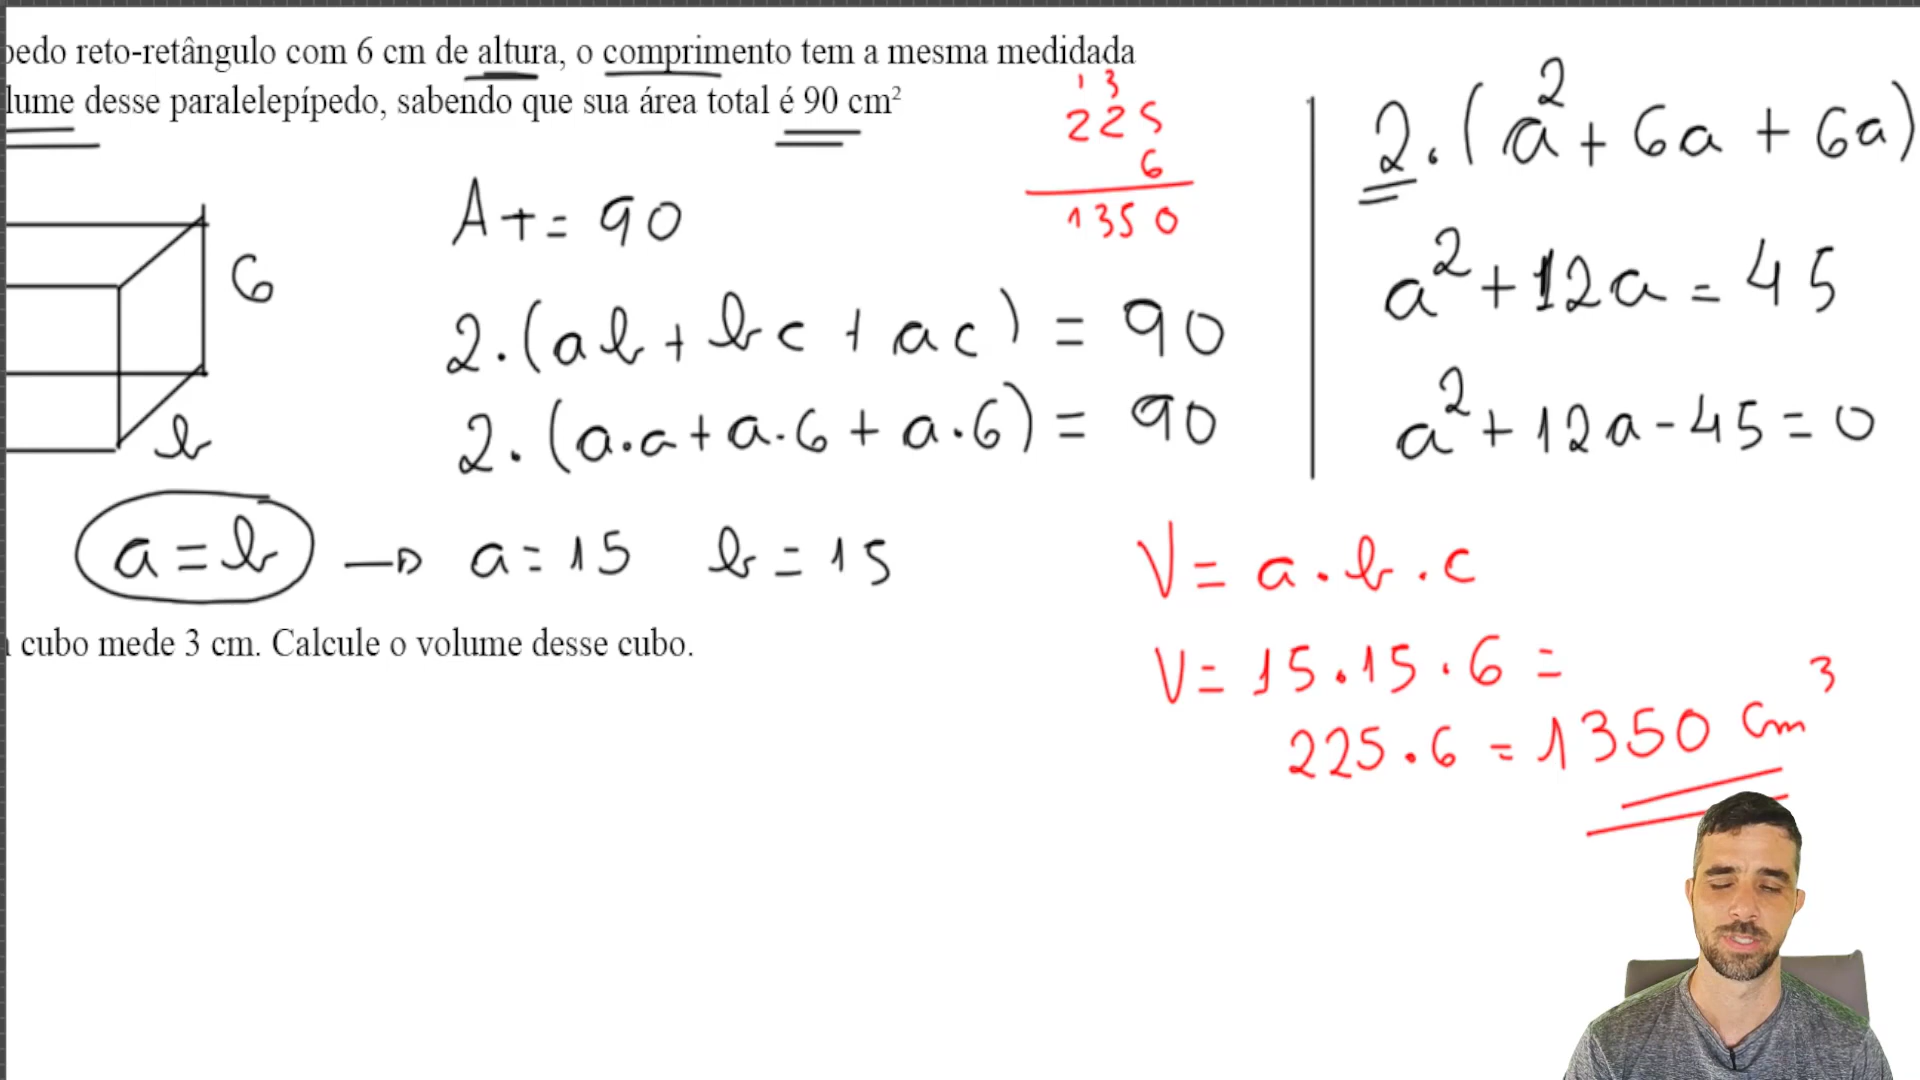 pedo reto-retângulo com 6 cm de altura, o comprimento tem a mesma medidada
lume desse paralelepípedo, sabendo que sua área total é 90 cm²
6
b
a = b → a = 15 b = 15
At = 90
2.(ab + bc + ac) = 90
2.(a.a + a.6 + a.6) = 90
1 3
225
6
1350
2.(a² + 6a + 6a)
a² + 12a = 45
a² + 12a - 45 = 0
V = a.b.c
V = 15.15.6 =
225.6 = 1350 cm³
cubo mede 3 cm. Calcule o volume desse cubo.